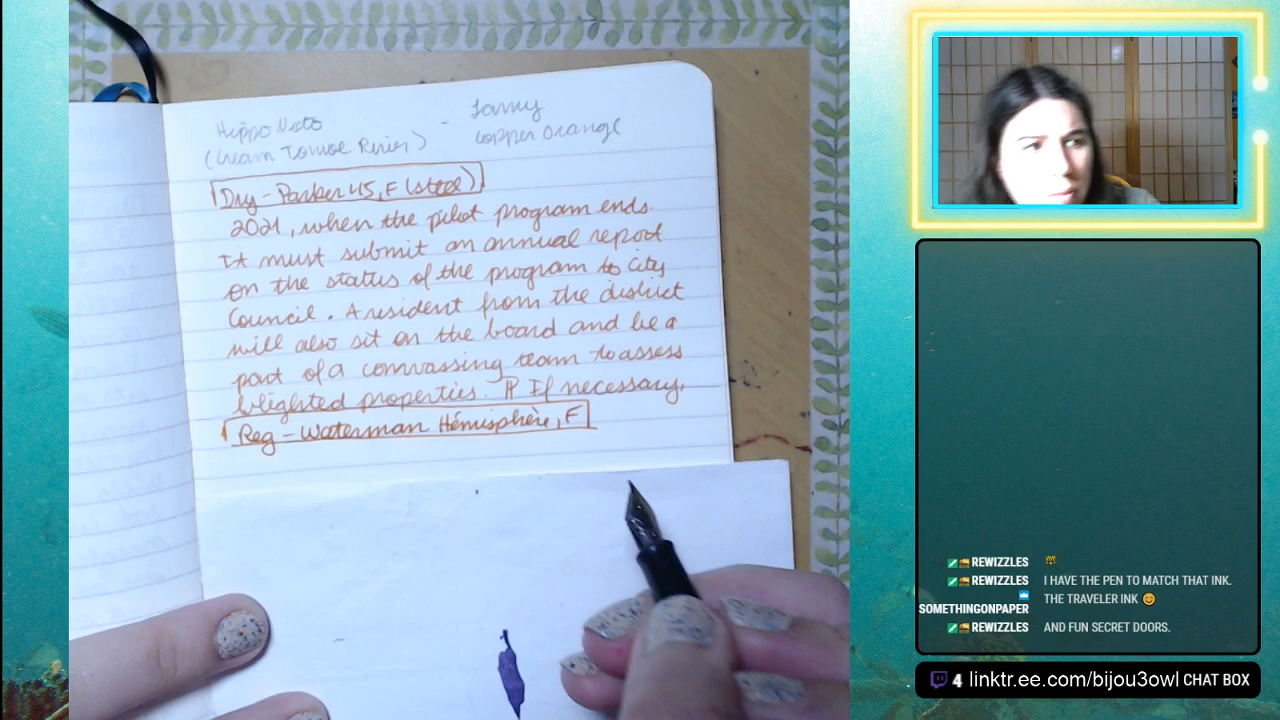 Hippo Noto
(Cream Tomoe River)
- Lamy
copper orange
Dry - Parker 45, F (steel)
2021, when the pilot program ends.
It must submit an annual report
on the status of the program to city
Council. A resident from the district
will also sit on the board and be a
part of a convassing team to assess
blighted properties. ¶ If necessary,
Reg - Waterman Hémisphère, F
REWIZZLES
REWIZZLES I HAVE THE PEN TO MATCH THAT INK.
SOMETHINGONPAPER THE TRAVELER INK 😊
REWIZZLES AND FUN SECRET DOORS.
4 linktr.ee.com/bijou3owl CHAT BOX